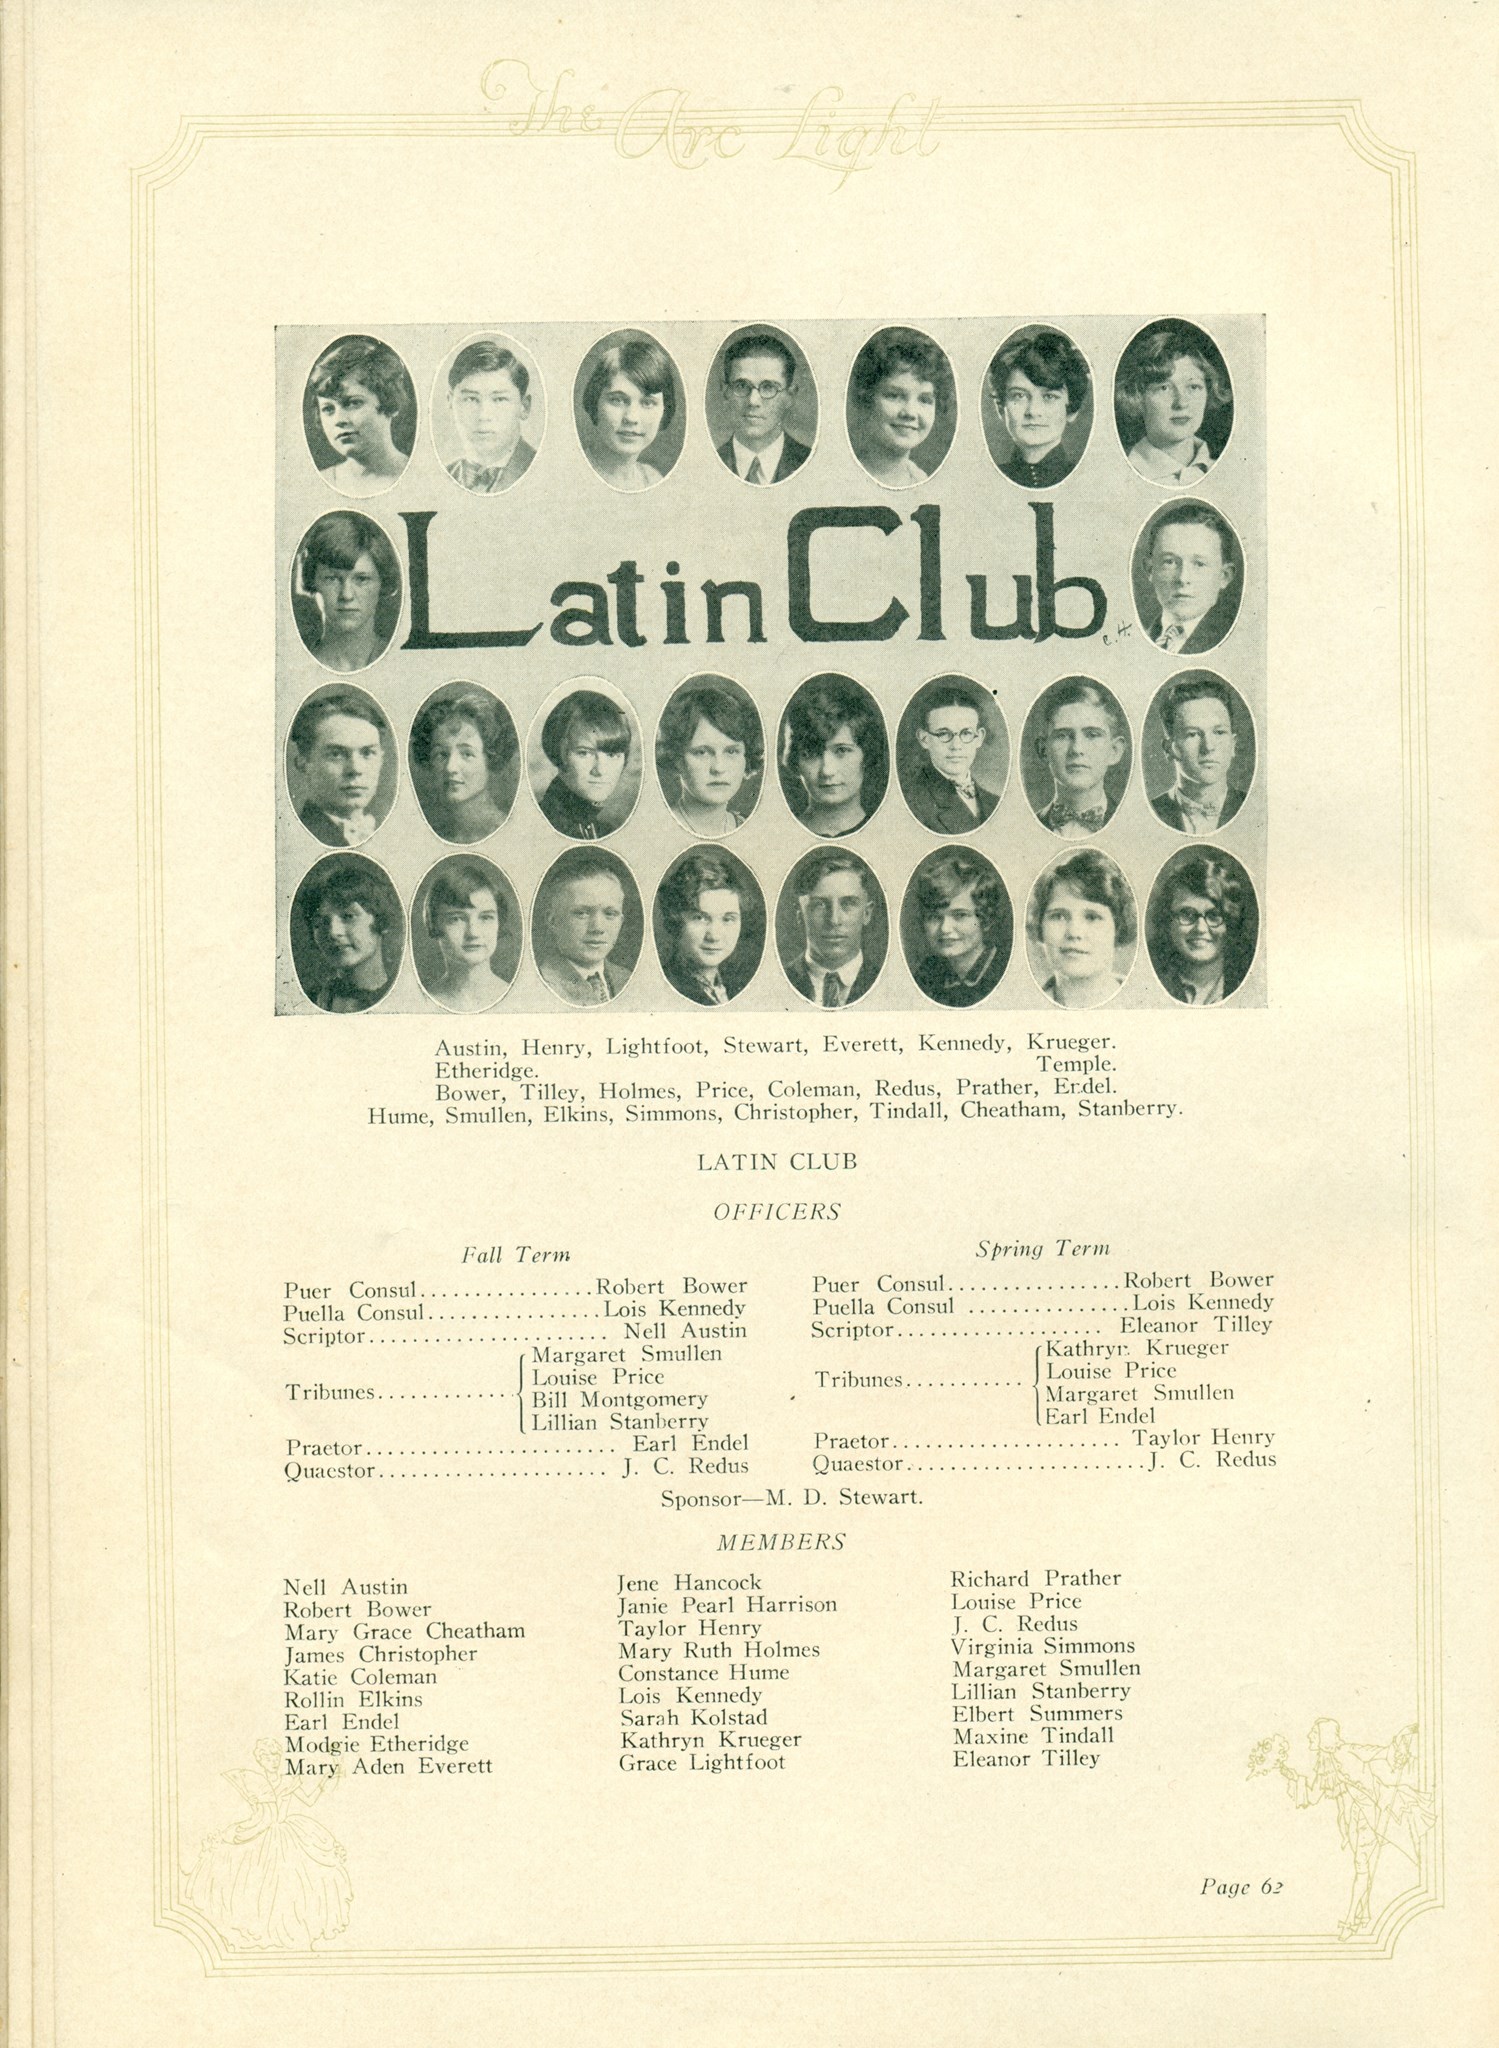 The Arc Light
Latin Club
C. H.
Austin, Henry, Lightfoot, Stewart, Everett, Kennedy, Krueger.
Etheridge. Temple.
Bower, Tilley, Holmes, Price, Coleman, Redus, Prather, Endel.
Hume, Smullen, Elkins, Simmons, Christopher, Tindall, Cheatham, Stanberry.
LATIN CLUB
OFFICERS
Fall Term
Puer Consul................Robert Bower
Puella Consul................Lois Kennedy
Scriptor...................... Nell Austin
Tribunes.............
Margaret Smullen
Louise Price
Bill Montgomery
Lillian Stanberry
Praetor....................... Earl Endel
Quaestor..................... J. C. Redus
Spring Term
Puer Consul................Robert Bower
Puella Consul ...............Lois Kennedy
Scriptor................... Eleanor Tilley
Tribunes...........
Kathryn Krueger
Louise Price
Margaret Smullen
Earl Endel
Praetor...................... Taylor Henry
Quaestor......................J. C. Redus
Sponsor—M. D. Stewart.
MEMBERS
Nell Austin
Robert Bower
Mary Grace Cheatham
James Christopher
Katie Coleman
Rollin Elkins
Earl Endel
Modgie Etheridge
Mary Aden Everett
Jene Hancock
Janie Pearl Harrison
Taylor Henry
Mary Ruth Holmes
Constance Hume
Lois Kennedy
Sarah Kolstad
Kathryn Krueger
Grace Lightfoot
Richard Prather
Louise Price
J. C. Redus
Virginia Simmons
Margaret Smullen
Lillian Stanberry
Elbert Summers
Maxine Tindall
Eleanor Tilley
Page 62